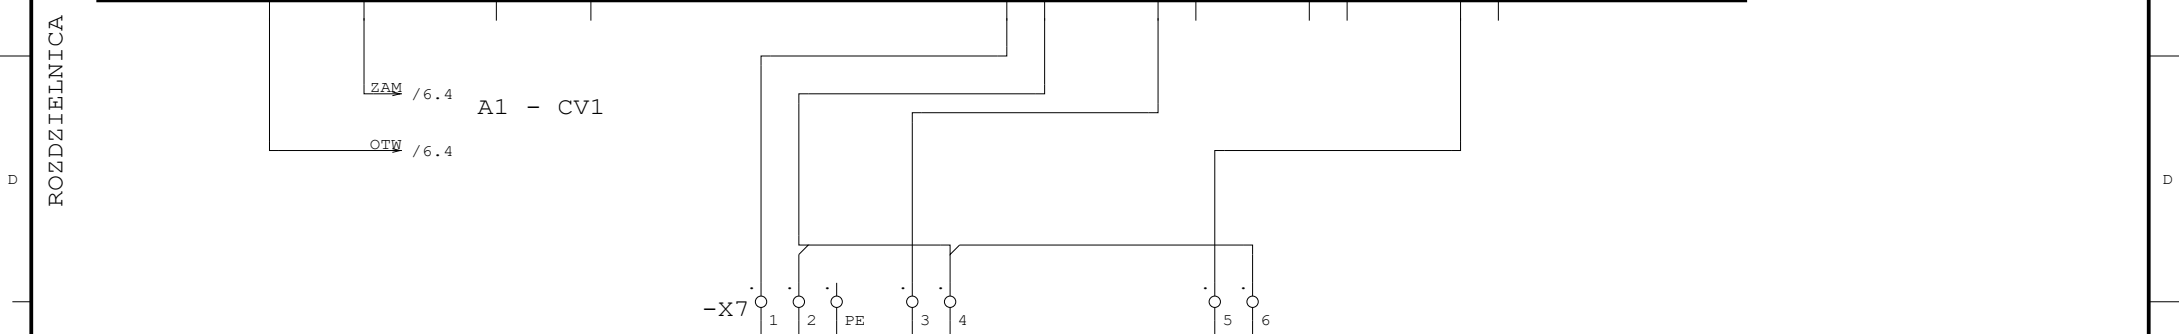 ROZDZIELNICA
ZAM /6.4
A1 - CV1
OTW /6.4
D
D
-X7 1 2 PE 3 4 5 6